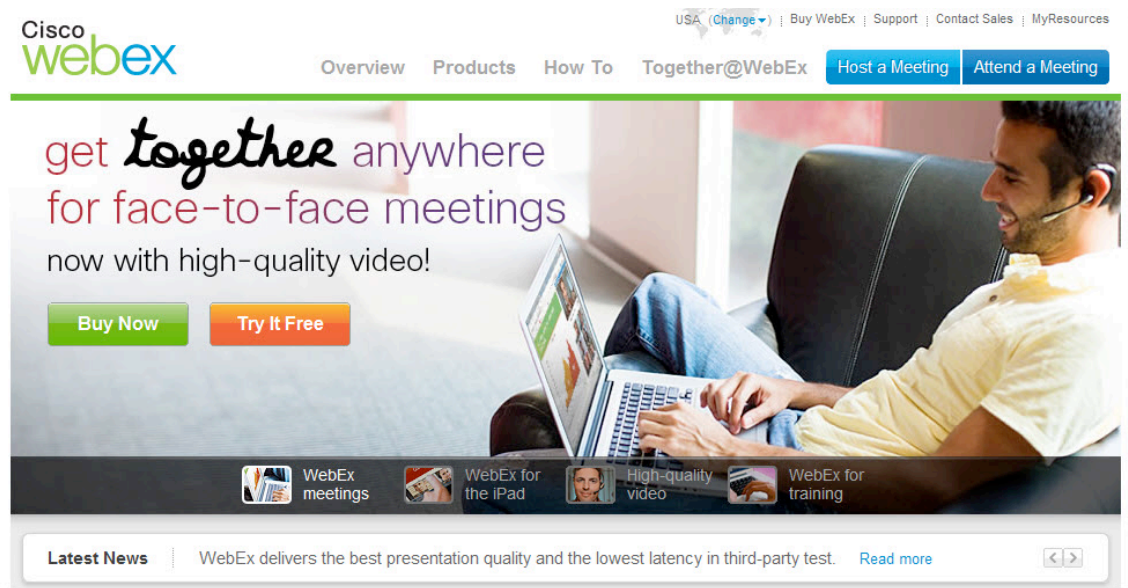 USA (Change) | Buy WebEx | Support | Contact Sales | MyResources
Cisco
webex
Overview Products How To Together@WebEx Host a Meeting Attend a Meeting
get together anywhere
for face-to-face meetings
now with high-quality video!
Buy Now Try It Free
WebEx
meetings
WebEx for
the iPad
High-quality
video
WebEx for
training
Latest News WebEx delivers the best presentation quality and the lowest latency in third-party test. Read more